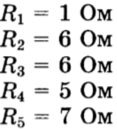 R₁ = 1 Ом
R₂ = 6 Ом
R₃ = 6 Ом
R₄ = 5 Ом
R₅ = 7 Ом